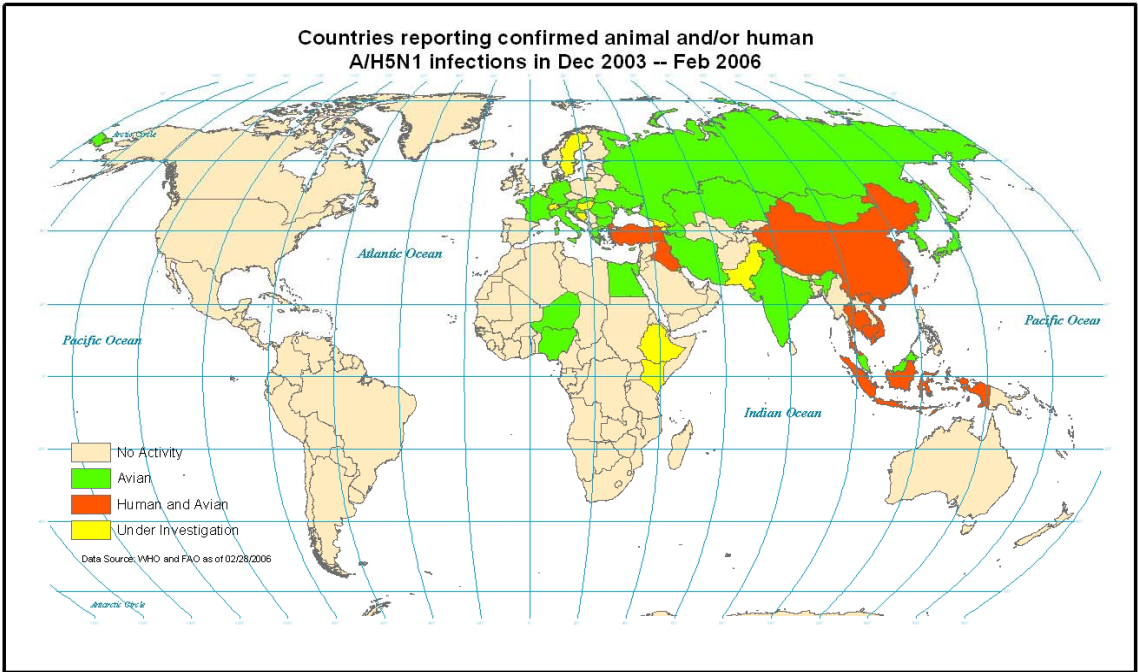 Countries reporting confirmed animal and/or human
A/H5N1 infections in Dec 2003 -- Feb 2006
Arctic Circle
Atlantic Ocean
Pacific Ocean
Pacific Ocean
Indian Ocean
No Activity
Avian
Human and Avian
Under Investigation
Data Source: WHO and FAO as of 02/28/2006
Antarctic Circle